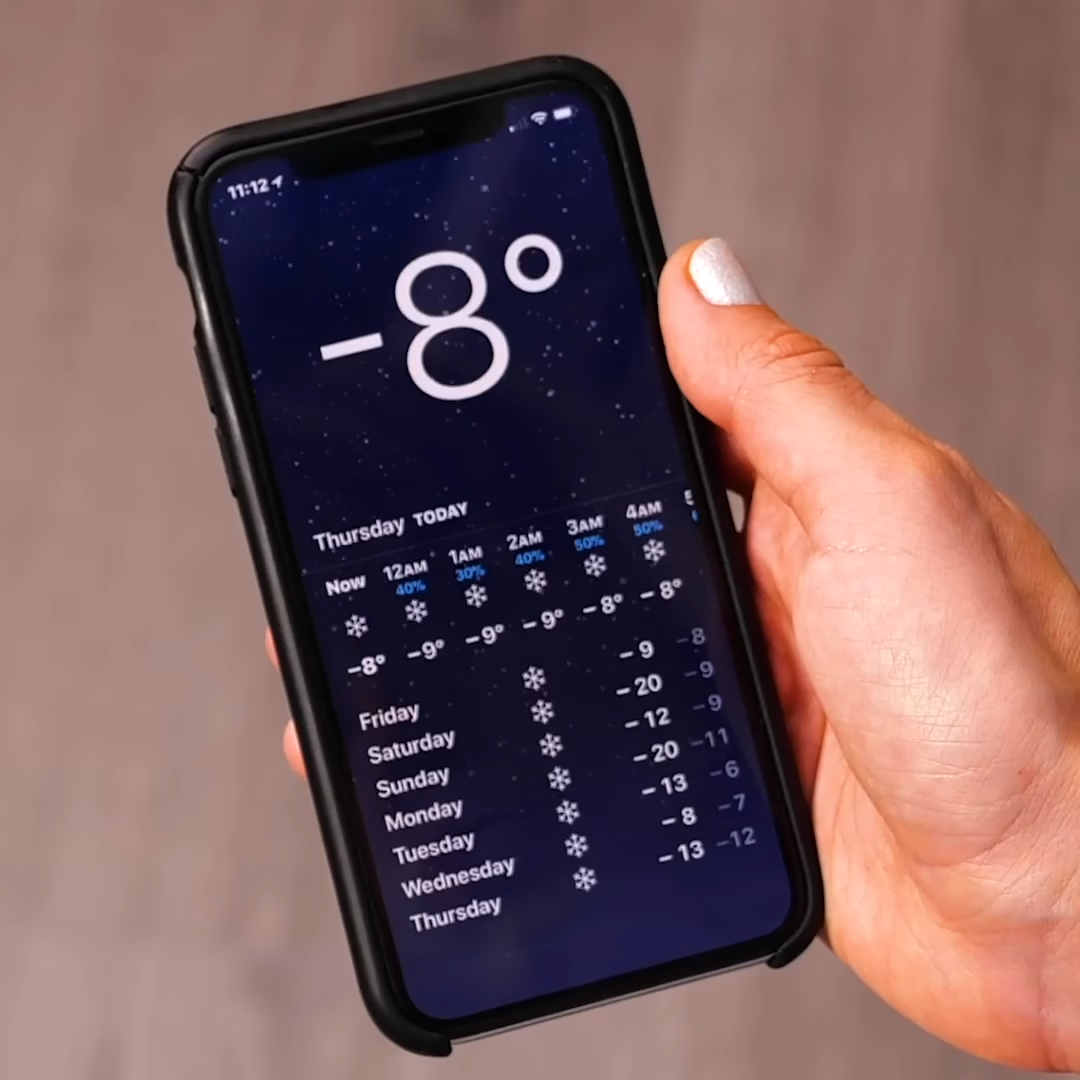 11:12
-8°
Thursday TODAY
Now 12AM 1AM 2AM 3AM 4AM
40% 30% 40% 50% 50%
-8° -9° -9° -9° -8° -8°
Friday -9 -8
Saturday -20 -9
Sunday -12 -9
Monday -20 -11
Tuesday -13 -6
Wednesday -8 -7
Thursday -13 -12